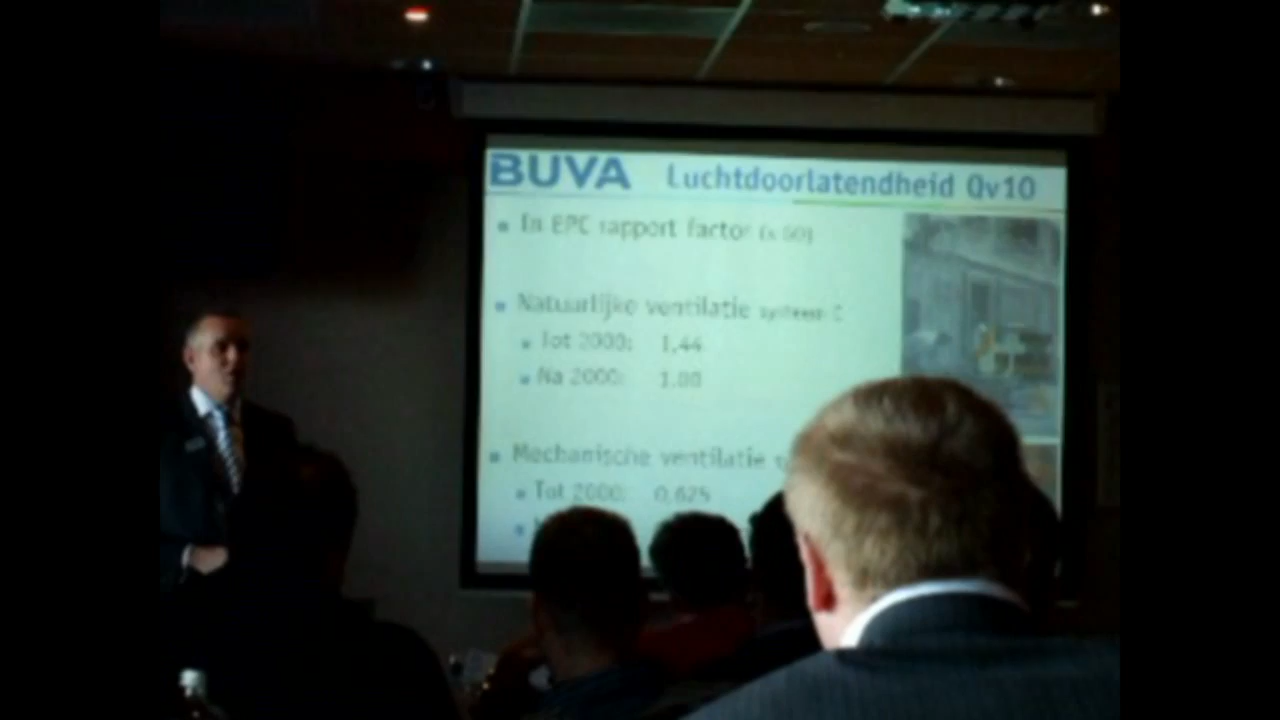 BUVA Luchtdoorlatendheid Qv10
In EPC rapport factor
Natuurlijke ventilatie systeem C
Tot 2000: 1,44
Na 2000: 1.00
Mechanische ventilatie
Tot 2000: 0,625